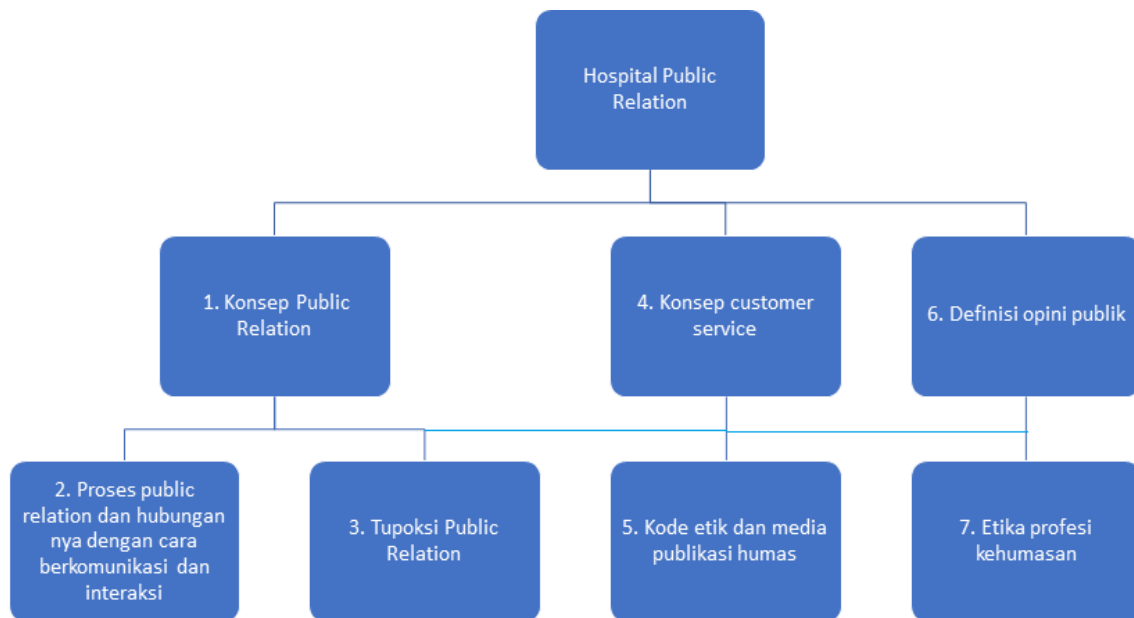 Hospital Public
Relation
1. Konsep Public
Relation
4. Konsep customer
service
6. Definisi opini publik
2. Proses public
relation dan hubungan
nya dengan cara
berkomunikasi dan
interaksi
3. Tupoksi Public
Relation
5. Kode etik dan media
publikasi humas
7. Etika profesi
kehumasan